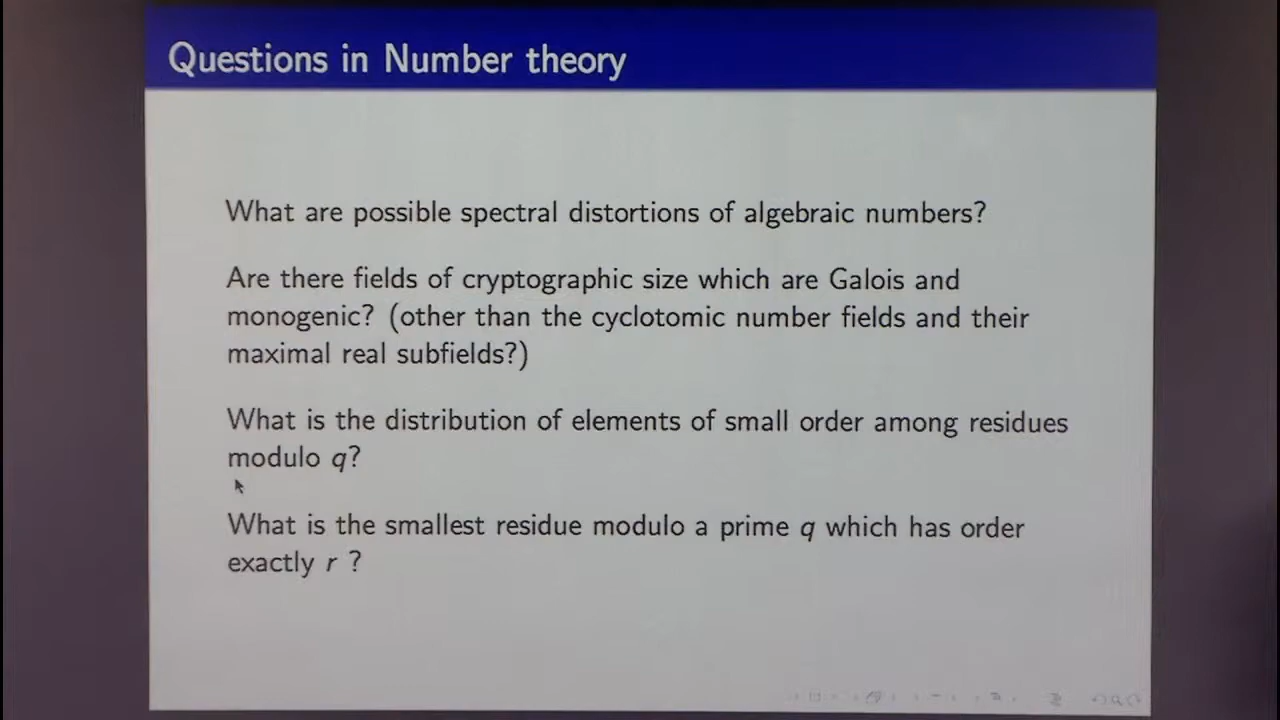 Questions in Number theory
What are possible spectral distortions of algebraic numbers?
Are there fields of cryptographic size which are Galois and
monogenic? (other than the cyclotomic number fields and their
maximal real subfields?)
What is the distribution of elements of small order among residues
modulo q?
What is the smallest residue modulo a prime q which has order
exactly r ?